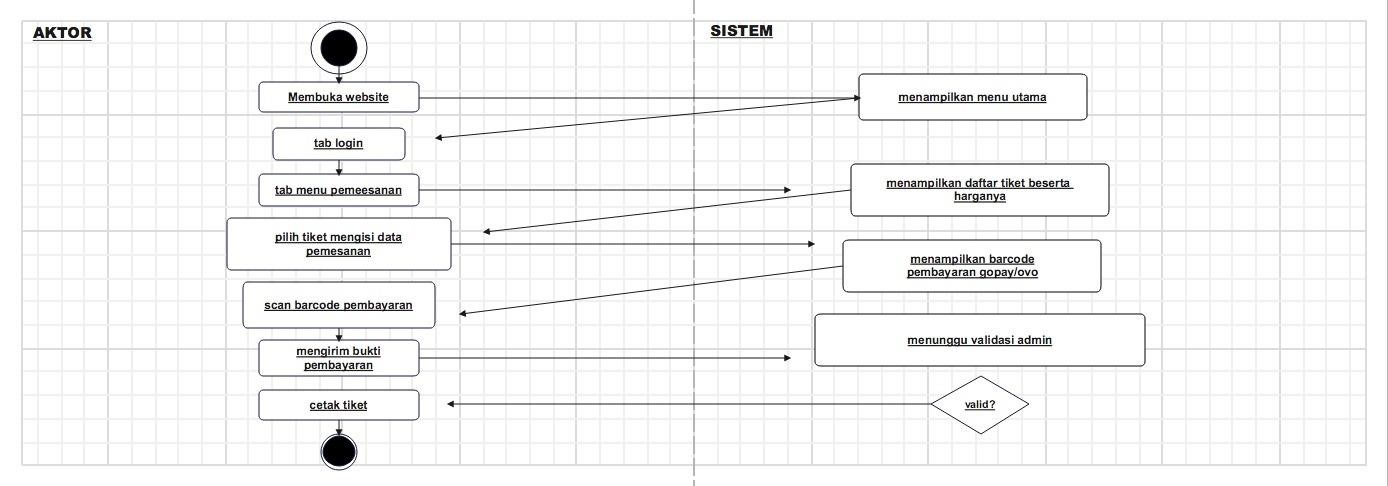 AKTOR
SISTEM
Membuka website
menampilkan menu utama
tab login
tab menu pemeesanan
menampilkan daftar tiket beserta
harganya
pilih tiket mengisi data
pemesanan
menampilkan barcode
pembayaran gopay/ovo
scan barcode pembayaran
menunggu validasi admin
mengirim bukti
pembayaran
cetak tiket
valid?